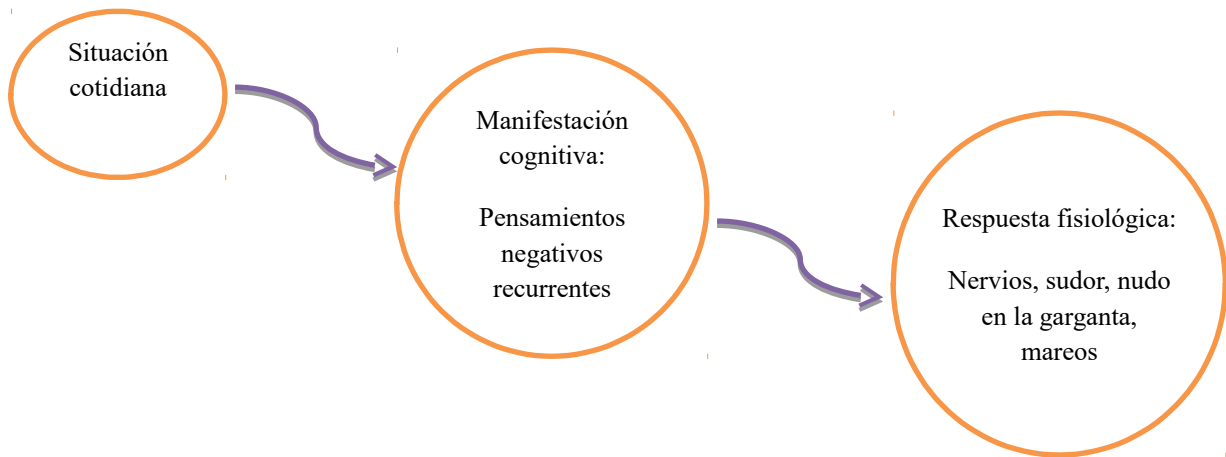 Situación
cotidiana
Manifestación
cognitiva:
Pensamientos
negativos
recurrentes
Respuesta fisiológica:
Nervios, sudor, nudo
en la garganta,
mareos